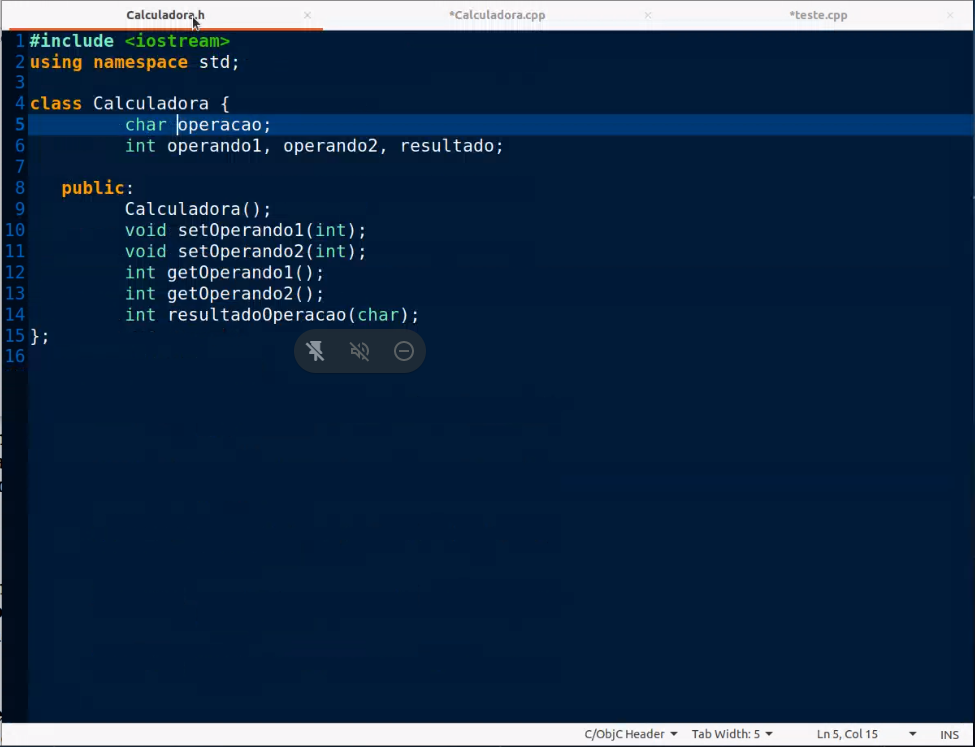 Calculadora.h × *Calculadora.cpp × *teste.cpp ×
1 #include <iostream>
2 using namespace std;
3
4 class Calculadora {
5 char operacao;
6 int operando1, operando2, resultado;
7
8 public:
9 Calculadora();
10 void setOperando1(int);
11 void setOperando2(int);
12 int getOperando1();
13 int getOperando2();
14 int resultadoOperacao(char);
15 };
16
C/ObjC Header Tab Width: 5 Ln 5, Col 15 INS